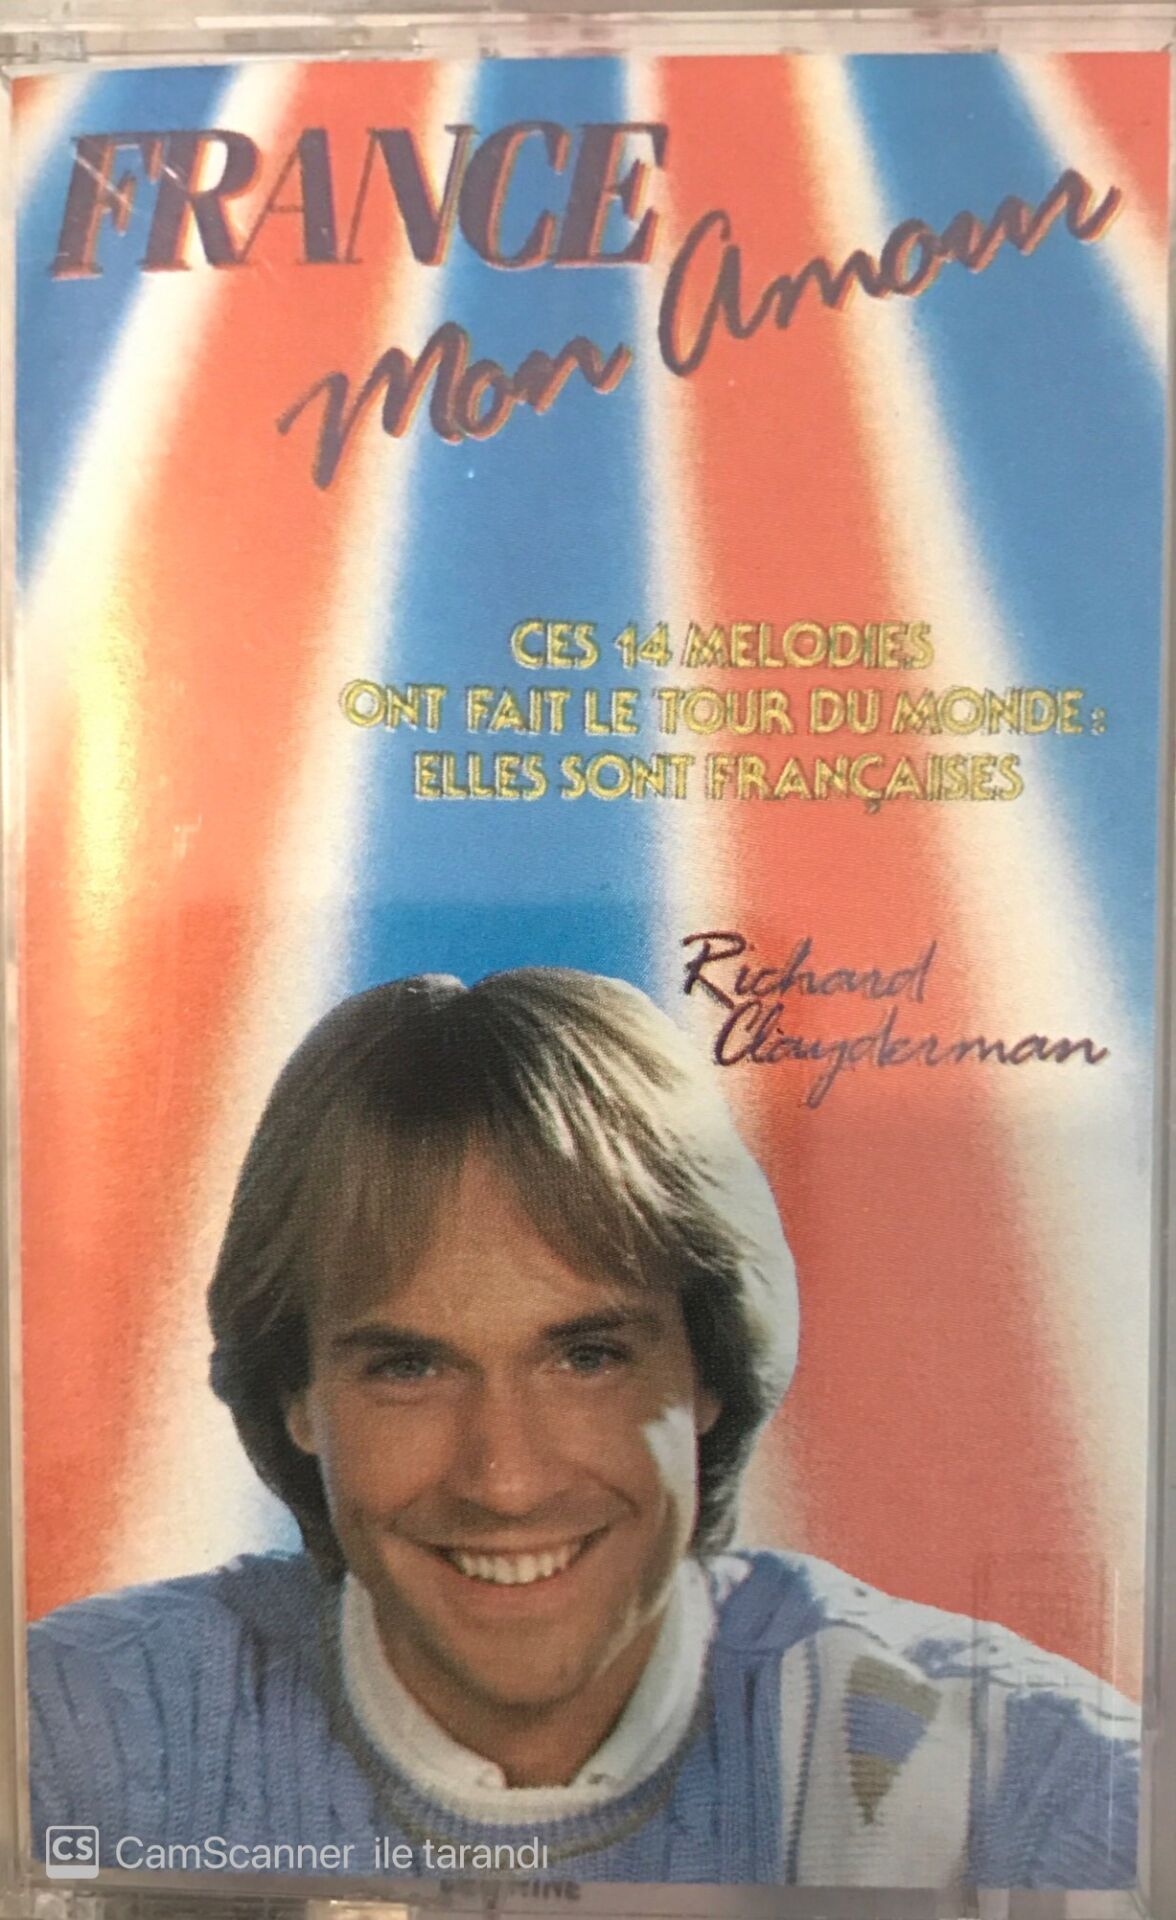 FRANCE
Mon Amour
CES 14 MELODIES
ONT FAIT LE TOUR DU MONDE:
ELLES SONT FRANÇAISES
Richard
Clayderman
CS CamScanner ile tarandı